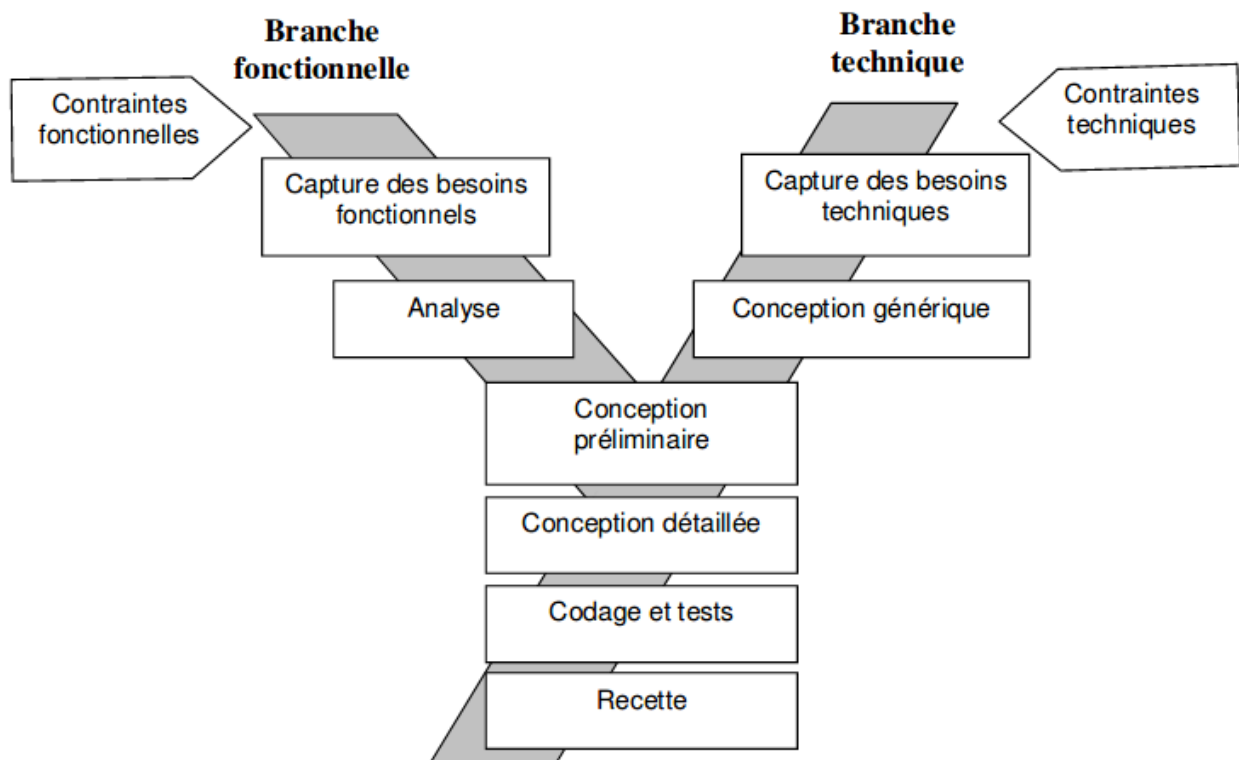 Branche
fonctionnelle
Branche
technique
Contraintes
fonctionnelles
Contraintes
techniques
Capture des besoins
fonctionnels
Capture des besoins
techniques
Analyse
Conception générique
Conception
préliminaire
Conception détaillée
Codage et tests
Recette